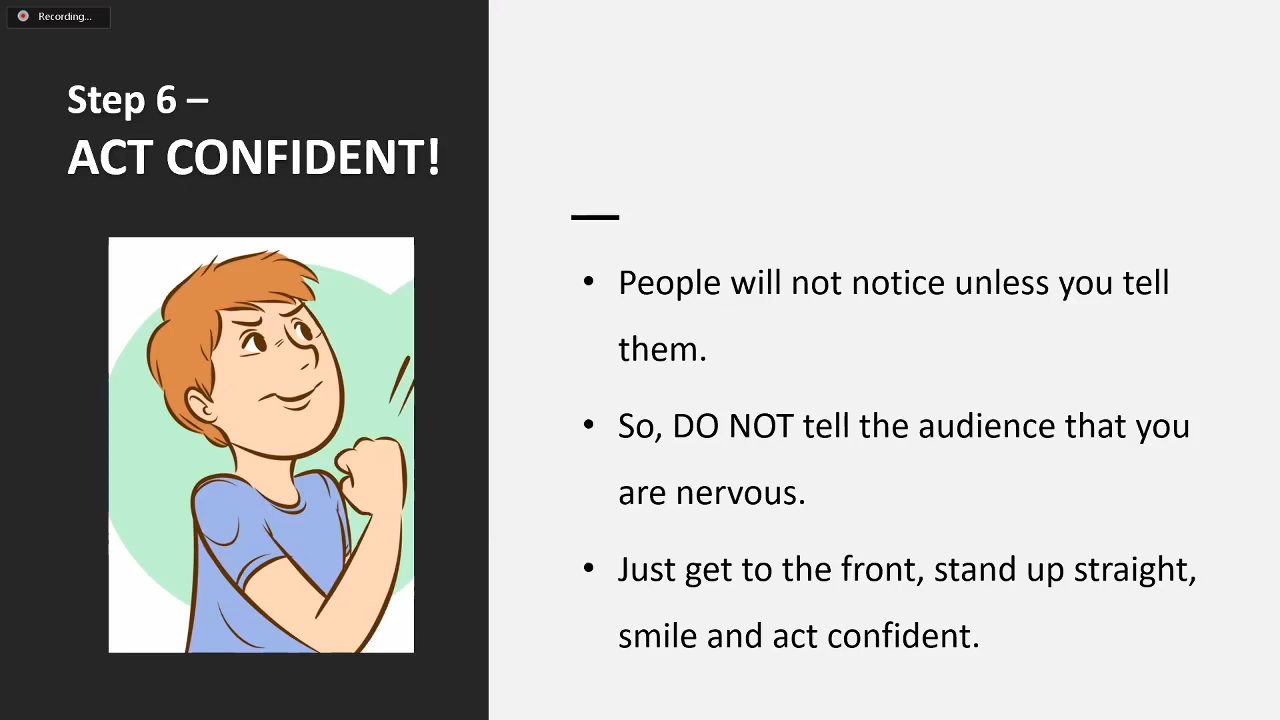 Recording...
Step 6 –
ACT CONFIDENT!
• People will not notice unless you tell
them.
• So, DO NOT tell the audience that you
are nervous.
• Just get to the front, stand up straight,
smile and act confident.